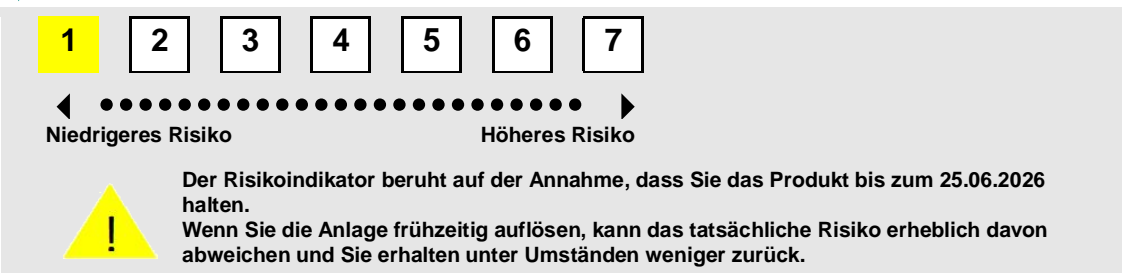 1 2 3 4 5 6 7
Niedrigeres Risiko Höheres Risiko
Der Risikoindikator beruht auf der Annahme, dass Sie das Produkt bis zum 25.06.2026
halten.
Wenn Sie die Anlage frühzeitig auflösen, kann das tatsächliche Risiko erheblich davon
abweichen und Sie erhalten unter Umständen weniger zurück.
!